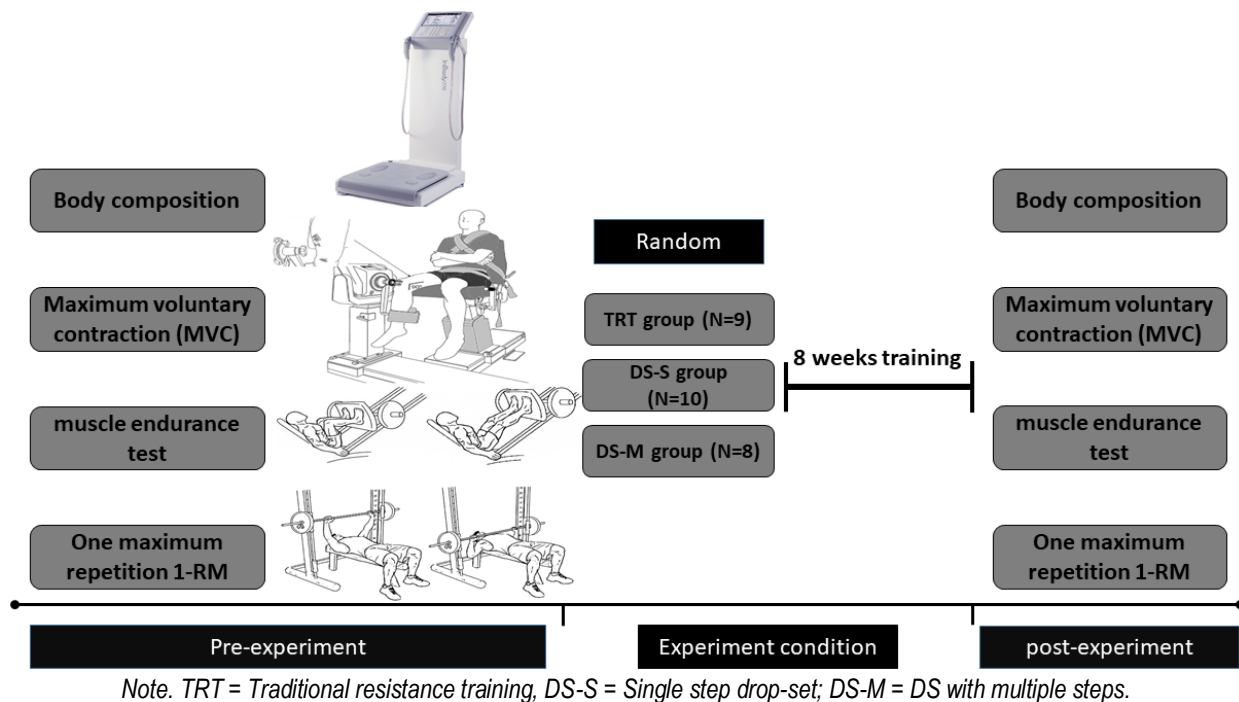 Body composition
Maximum voluntary
contraction (MVC)
muscle endurance
test
One maximum
repetition 1-RM
InBody
Random
TRT group (N=9)
DS-S group
(N=10)
DS-M group (N=8)
8 weeks training
Body composition
Maximum voluntary
contraction (MVC)
muscle endurance
test
One maximum
repetition 1-RM
Pre-experiment
Experiment condition
post-experiment
Note. TRT = Traditional resistance training, DS-S = Single step drop-set; DS-M = DS with multiple steps.